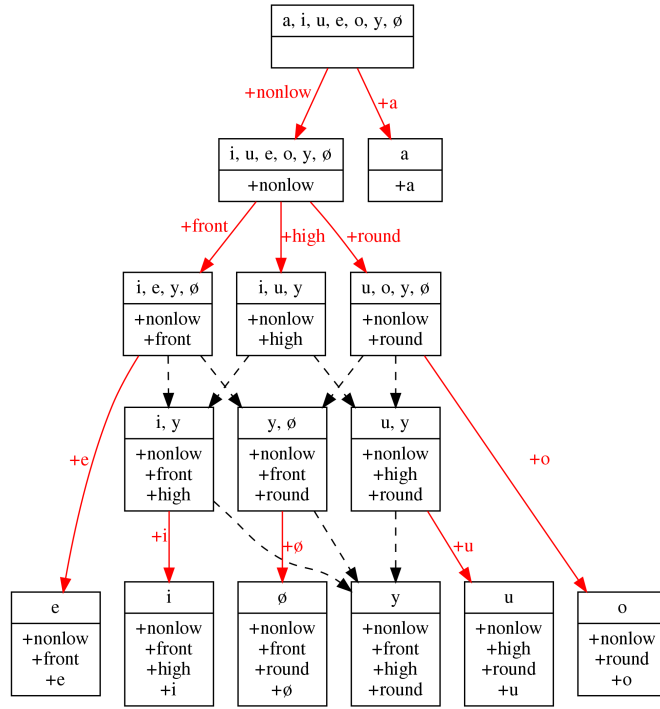 a, i, u, e, o, y, ø
+nonlow
+a
i, u, e, o, y, ø
+nonlow
a
+a
+front
+high
+round
i, e, y, ø
+nonlow
+front
i, u, y
+nonlow
+high
u, o, y, ø
+nonlow
+round
i, y
+nonlow
+front
+high
y, ø
+nonlow
+front
+round
u, y
+nonlow
+high
+round
+e
+o
+i
+ø
+u
e
+nonlow
+front
+e
i
+nonlow
+front
+high
+i
ø
+nonlow
+front
+round
+ø
y
+nonlow
+front
+high
+round
u
+nonlow
+high
+round
+u
o
+nonlow
+round
+o